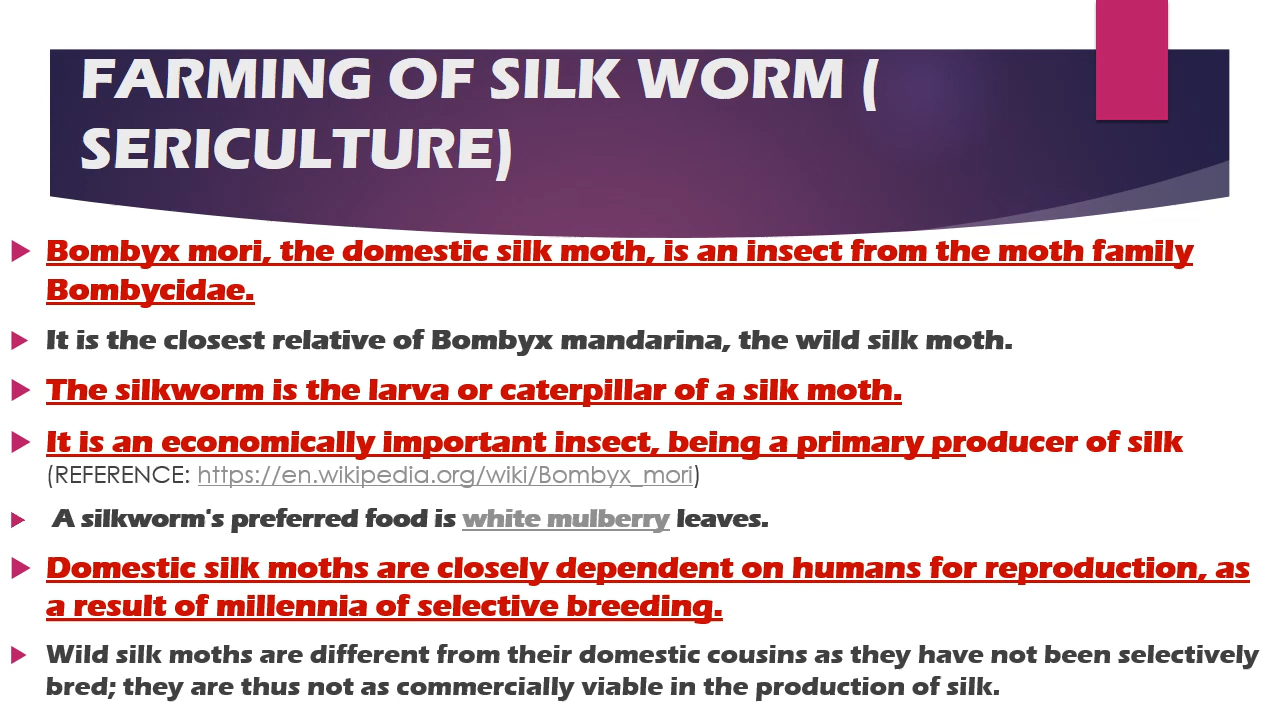 FARMING OF SILK WORM (
SERICULTURE)
Bombyx mori, the domestic silk moth, is an insect from the moth family
Bombycidae.
It is the closest relative of Bombyx mandarina, the wild silk moth.
The silkworm is the larva or caterpillar of a silk moth.
It is an economically important insect, being a primary producer of silk
(REFERENCE: https://en.wikipedia.org/wiki/Bombyx_mori)
A silkworm's preferred food is white mulberry leaves.
Domestic silk moths are closely dependent on humans for reproduction, as
a result of millennia of selective breeding.
Wild silk moths are different from their domestic cousins as they have not been selectively
bred; they are thus not as commercially viable in the production of silk.